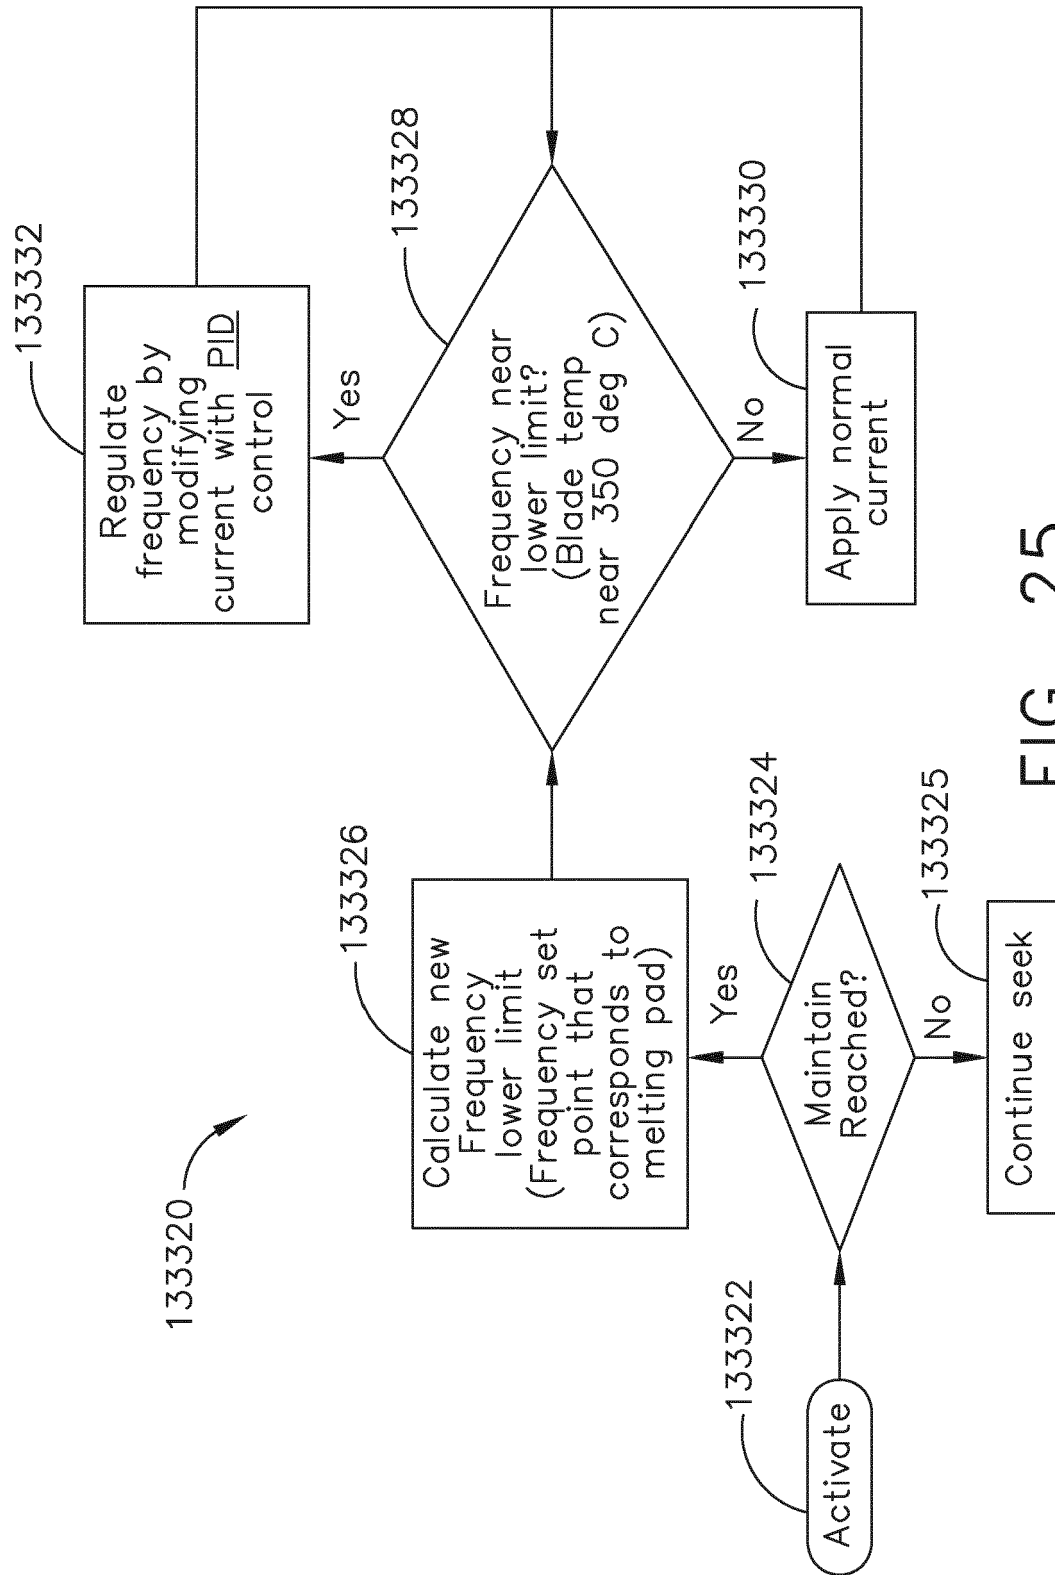 133320
133322
Activate
133324
Maintain
Reached?
Yes
No
133325
Continue seek
133326
Calculate new
Frequency
lower limit
(Frequency set
point that
corresponds to
melting pad)
133328
Frequency near
lower limit?
(Blade temp
near 350 deg C)
Yes
No
133330
Apply normal
current
133332
Regulate
frequency by
modifying
current with PID
control
FIG. 25